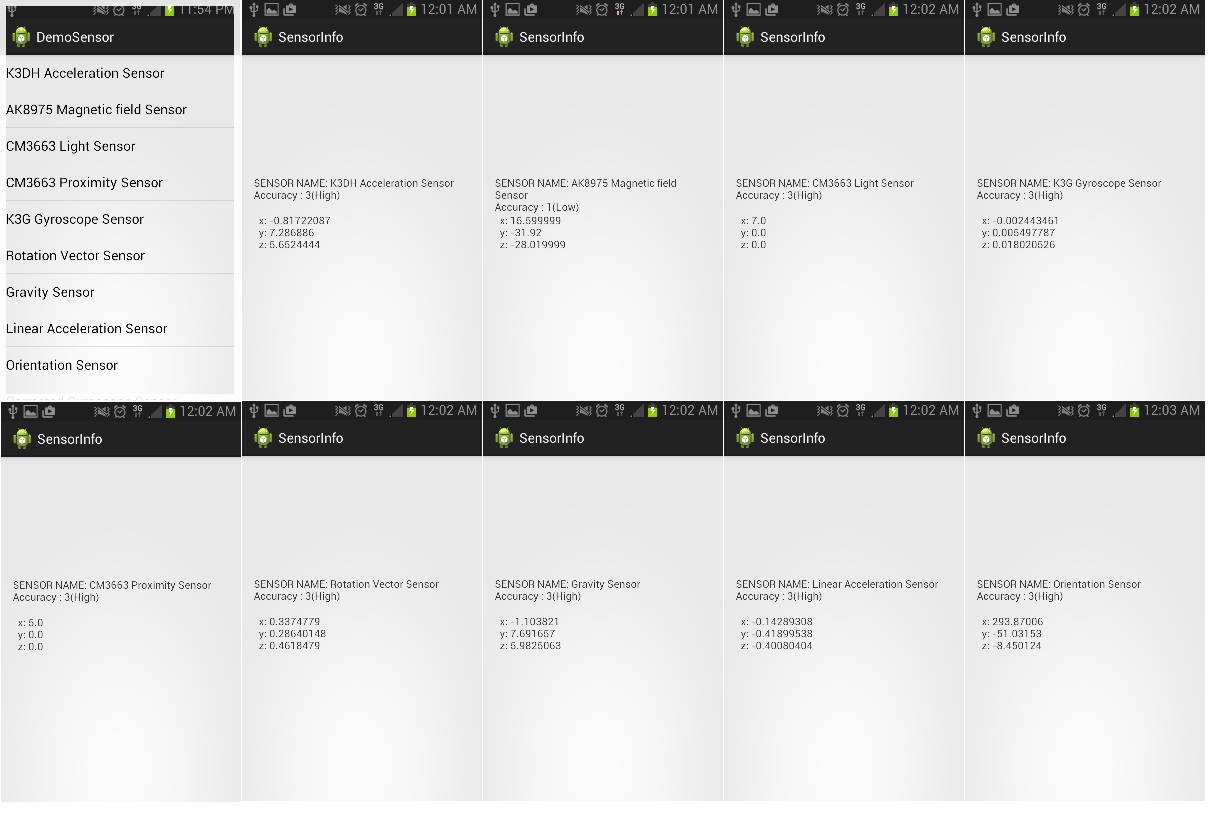 11:54 PM
DemoSensor
K3DH Acceleration Sensor
AK8975 Magnetic field Sensor
CM3663 Light Sensor
CM3663 Proximity Sensor
K3G Gyroscope Sensor
Rotation Vector Sensor
Gravity Sensor
Linear Acceleration Sensor
Orientation Sensor
3G 12:01 AM
SensorInfo
SENSOR NAME: K3DH Acceleration Sensor
Accuracy : 3(High)
x: -0.81722087
y: 7.286886
z: 5.6524444
3G 12:01 AM
SensorInfo
SENSOR NAME: AK8975 Magnetic field
Sensor
Accuracy : 1(Low)
x: 15.599999
y: -31.92
z: -28.019999
3G 12:02 AM
SensorInfo
SENSOR NAME: CM3663 Light Sensor
Accuracy : 3(High)
x: 7.0
y: 0.0
z: 0.0
3G 12:02 AM
SensorInfo
SENSOR NAME: K3G Gyroscope Sensor
Accuracy : 3(High)
x: -0.002443461
y: 0.005497787
z: 0.018020526
3G 12:02 AM
SensorInfo
SENSOR NAME: CM3663 Proximity Sensor
Accuracy : 3(High)
x: 5.0
y: 0.0
z: 0.0
3G 12:02 AM
SensorInfo
SENSOR NAME: Rotation Vector Sensor
Accuracy : 3(High)
x: 0.3374779
y: 0.28640148
z: 0.4618479
3G 12:02 AM
SensorInfo
SENSOR NAME: Gravity Sensor
Accuracy : 3(High)
x: -1.103821
y: 7.691657
z: 5.9825063
3G 12:02 AM
SensorInfo
SENSOR NAME: Linear Acceleration Sensor
Accuracy : 3(High)
x: -0.14289308
y: -0.41899538
z: -0.40080404
3G 12:03 AM
SensorInfo
SENSOR NAME: Orientation Sensor
Accuracy : 3(High)
x: 293.87006
y: -51.03153
z: -8.450124